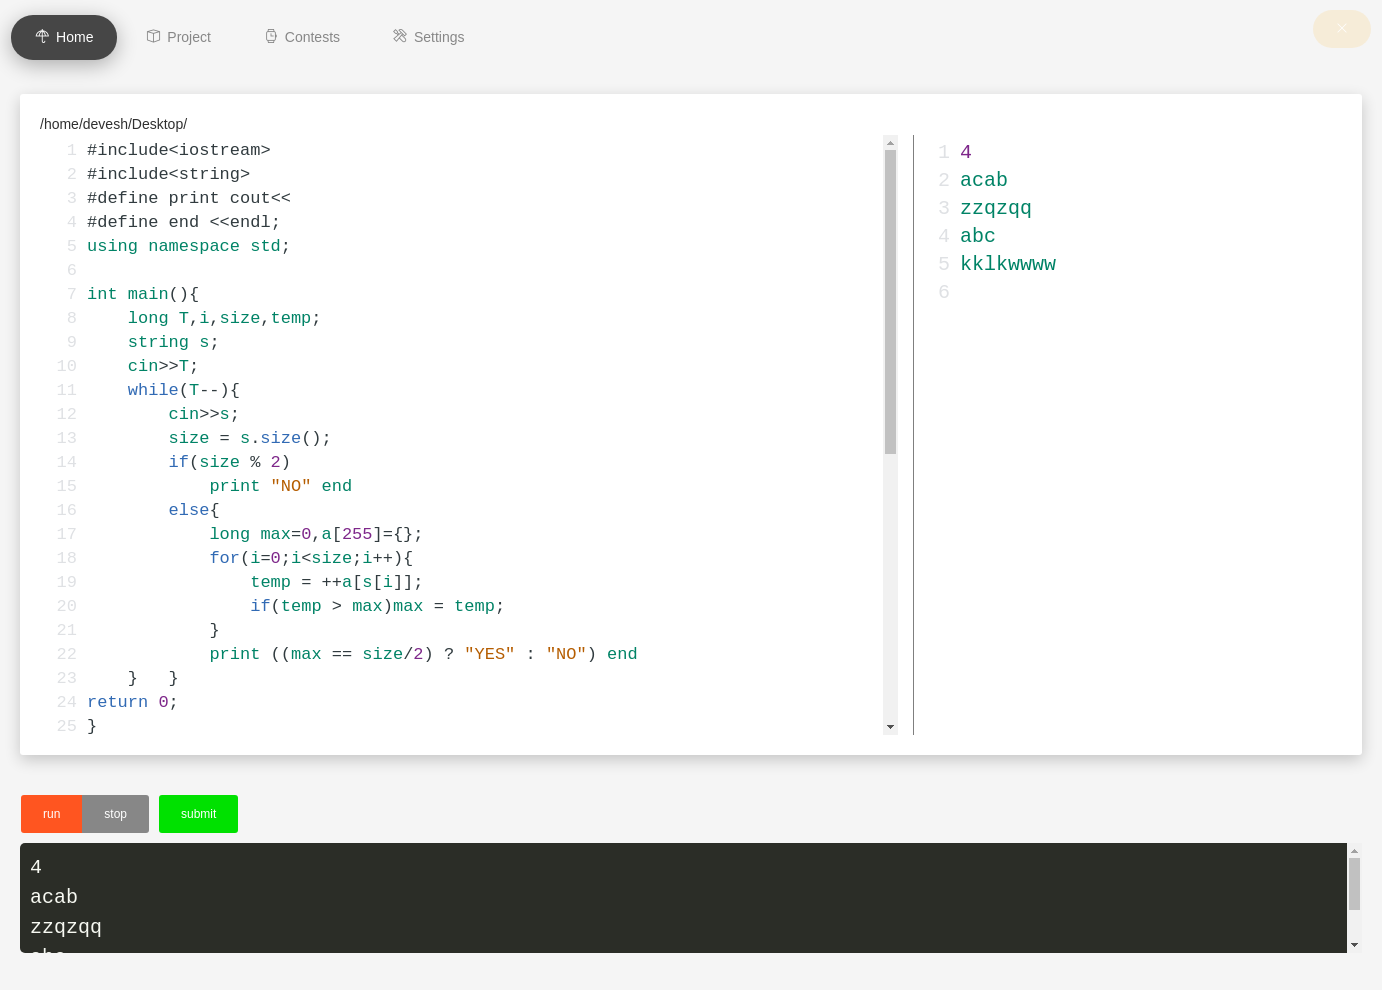 Home Project Contests Settings
/home/devesh/Desktop/
1 #include<iostream>
2 #include<string>
3 #define print cout<<
4 #define end <<endl;
5 using namespace std;
6
7 int main(){
8     long T,i,size,temp;
9     string s;
10     cin>>T;
11     while(T--){
12         cin>>s;
13         size = s.size();
14         if(size % 2)
15             print "NO" end
16         else{
17             long max=0,a[255]={};
18             for(i=0;i<size;i++){
19                 temp = ++a[s[i]];
20                 if(temp > max)max = temp;
21             }
22             print ((max == size/2) ? "YES" : "NO") end
23     }   }
24 return 0;
25 }
1 4
2 acab
3 zzqzqq
4 abc
5 kklkwwww
6
run stop submit
4
acab
zzqzqq